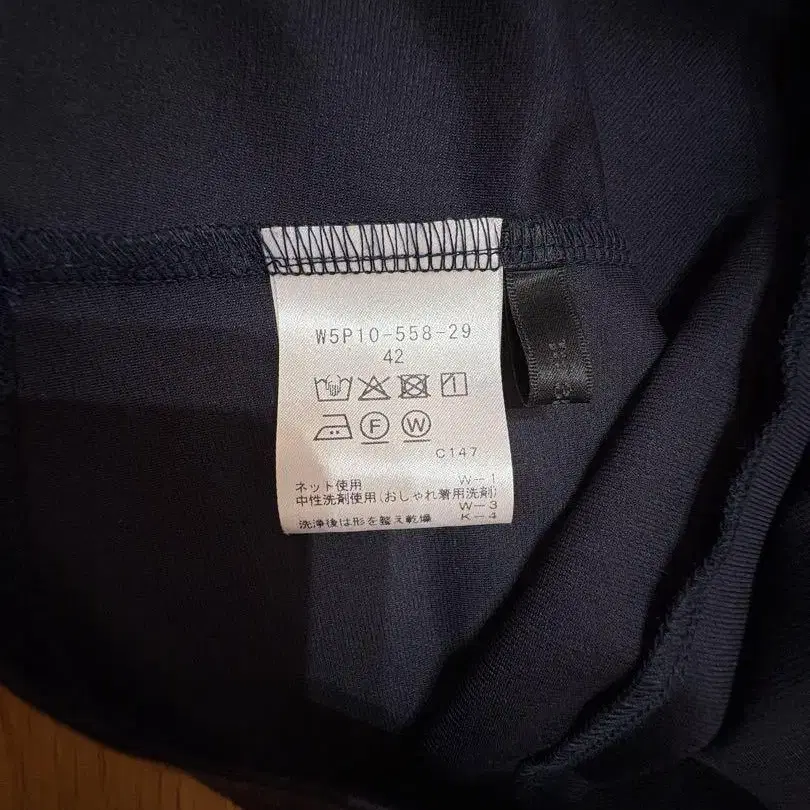 W5P10-558-29
42
F W
C147
ネット使用 W-1
中性洗剤使用(おしゃれ着用洗剤)
W-3
洗浄後は形を整え乾燥 K-4